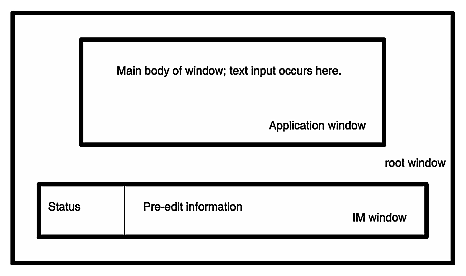 Main body of window; text input occurs here.
Application window
root window
Status
Pre-edit information
IM window